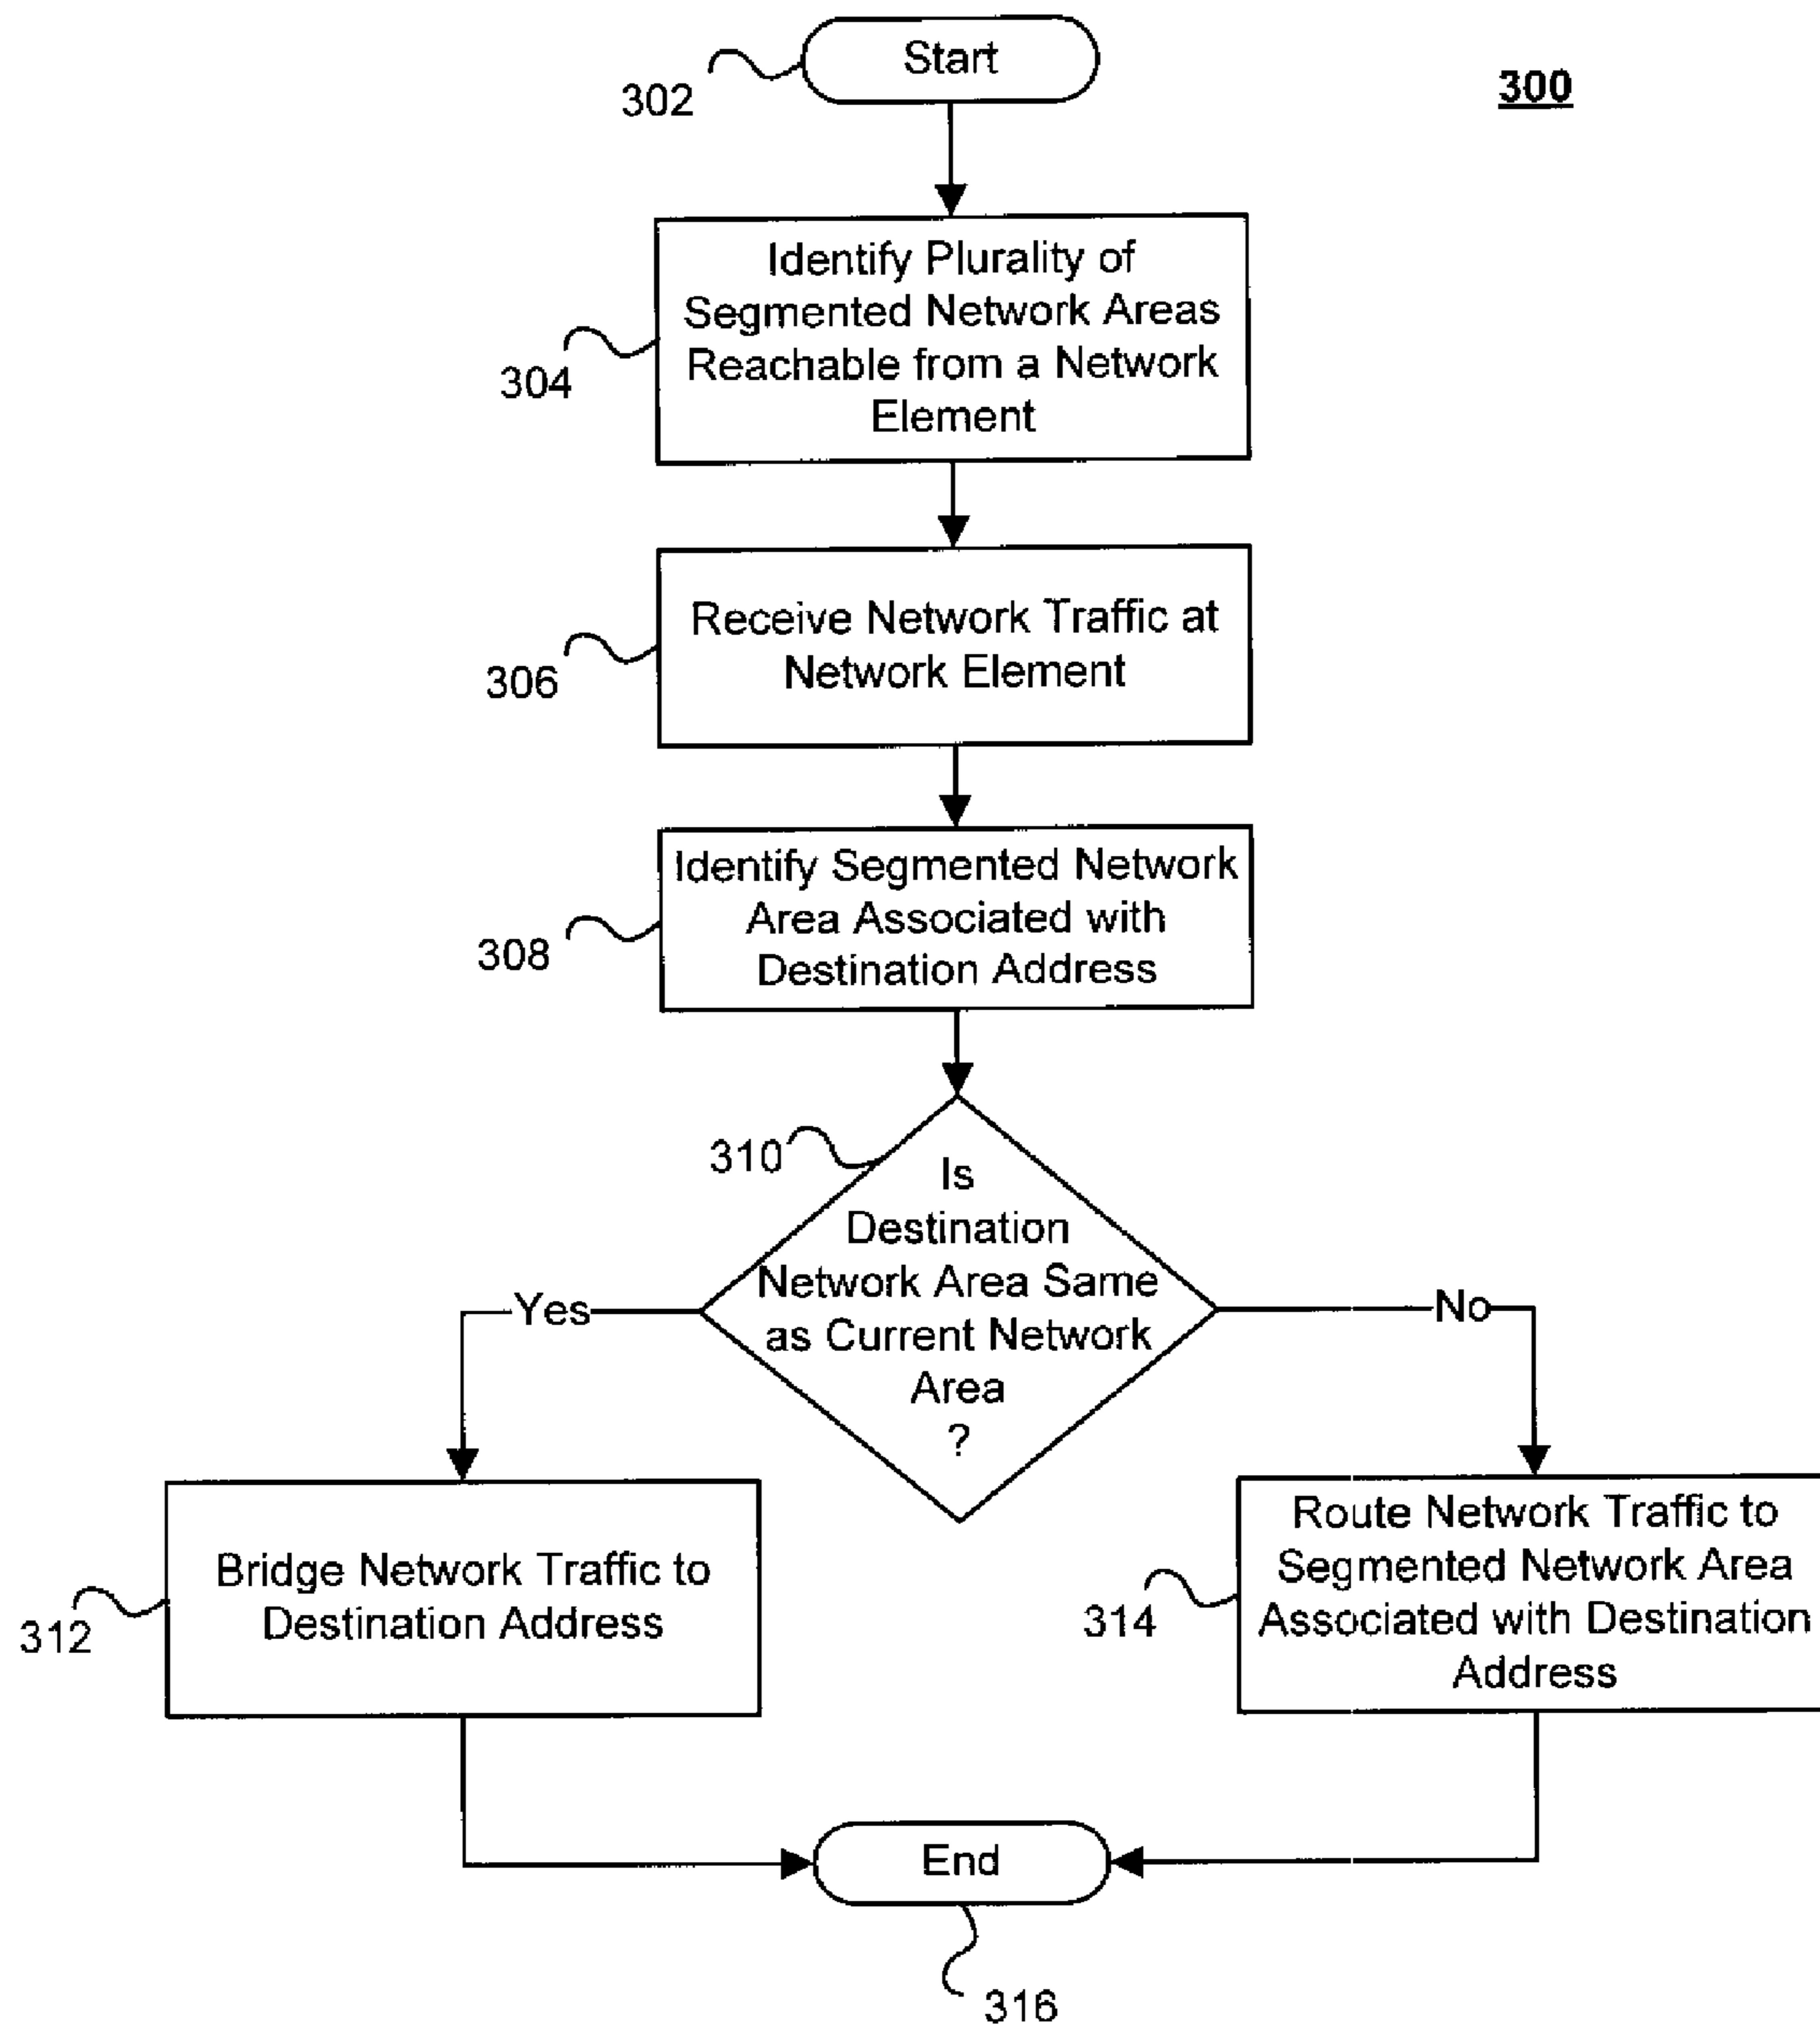 Start
302
300
Identify Plurality of
Segmented Network Areas
Reachable from a Network
Element
304
Receive Network Traffic at
Network Element
306
Identify Segmented Network
Area Associated with
Destination Address
308
310
Is
Destination
Network Area Same
as Current Network
Area
?
Yes
No
Bridge Network Traffic to
Destination Address
312
Route Network Traffic to
Segmented Network Area
Associated with Destination
Address
314
End
316